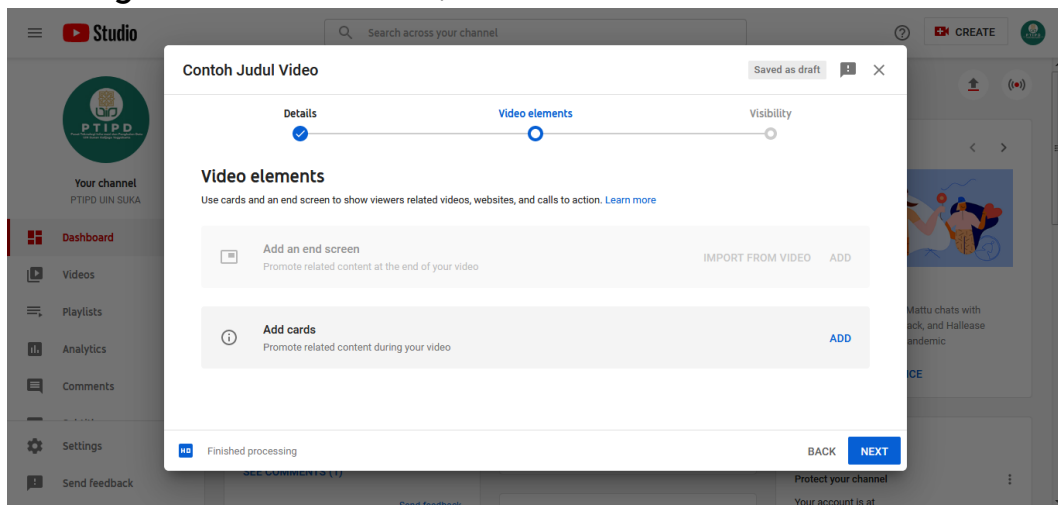 Studio
Search across your channel
CREATE
Contoh Judul Video
Saved as draft
Details
Video elements
Visibility
PTIPD
Your channel
PTIPD UIN SUKA
Video elements
Use cards and an end screen to show viewers related videos, websites, and calls to action. Learn more
Dashboard
Add an end screen
Promote related content at the end of your video
IMPORT FROM VIDEO
ADD
Videos
Playlists
Add cards
Promote related content during your video
ADD
Mattu chats with
ack, and Hallease
andemic
ICE
Analytics
Comments
Settings
HD
Finished processing
BACK
NEXT
SEE COMMENTS (1)
Send feedback
Send feedback
Protect your channel
Your account is at